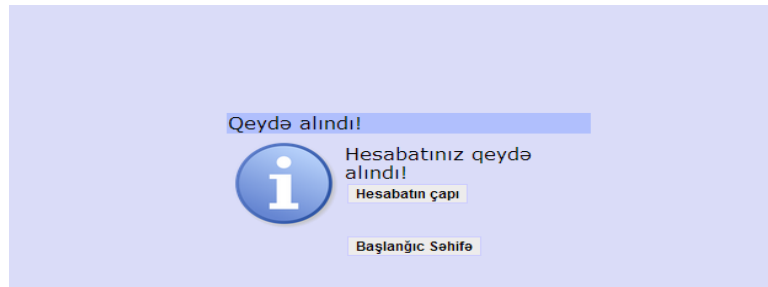 Qeydə alındı!
Hesabatınız qeydə
alındı!
Hesabatın çapı
Başlanğıc Səhifə